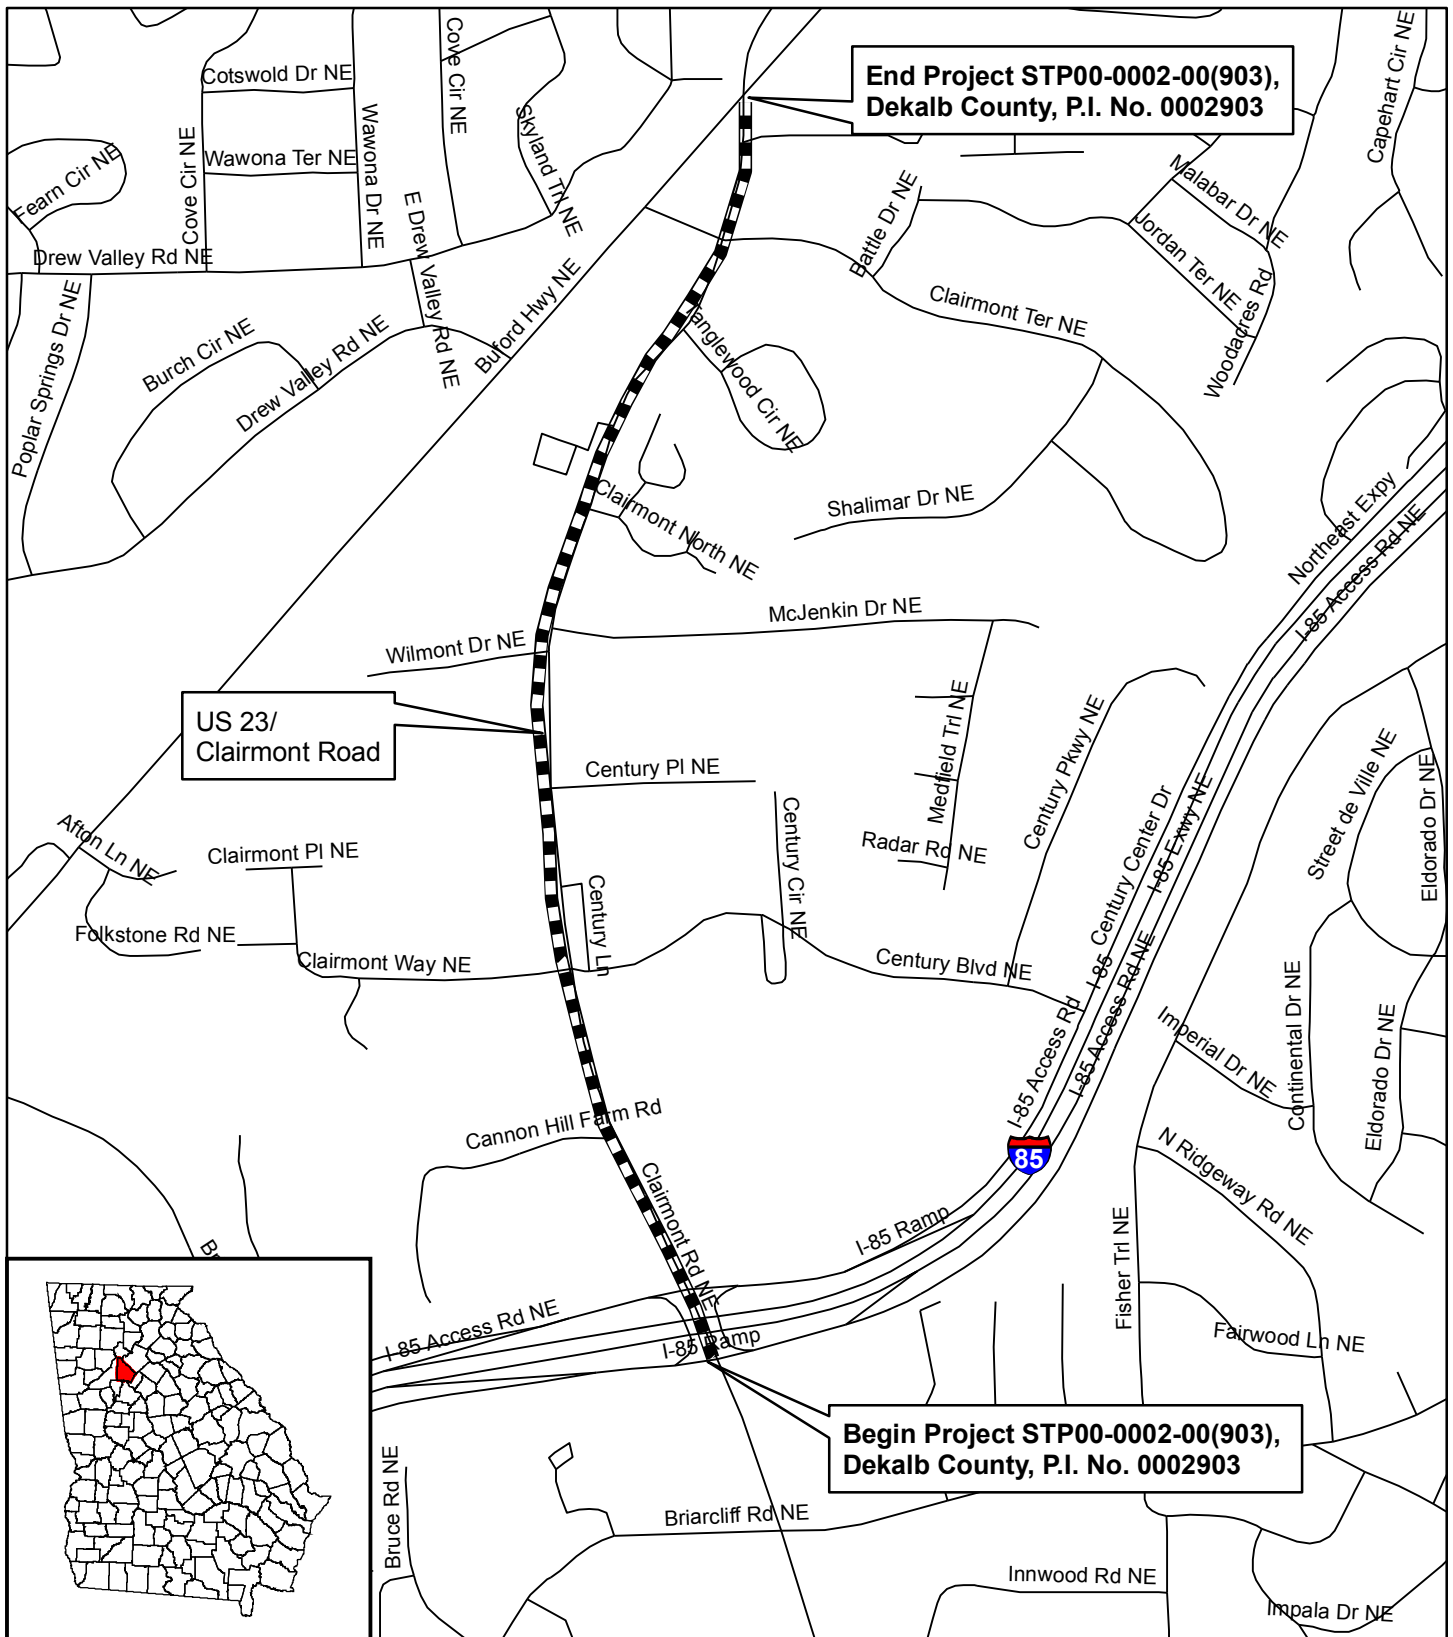 End Project STP00-0002-00(903),
Dekalb County, P.I. No. 0002903
Cotswold Dr NE
Cove Cir NE
Skyland Trl NE
Capehart Cir NE
Wawona Dr NE
Cove Cir NE
Wawona Ter NE
Fearn Cir NE
E Drew Valley Rd NE
Malabar Dr NE
Battle Dr NE
Jordan Ter NE
Drew Valley Rd NE
Buford Hwy NE
Clairmont Ter NE
Woodacres Rd
Poplar Springs Dr NE
Burch Cir NE
Drew Valley Rd NE
Tanglewood Cir NE
Clairmont North NE
Shalimar Dr NE
Northeast Expy
I-85 Access Rd NE
McJenkin Dr NE
Wilmont Dr NE
US 23/
Clairmont Road
Century Pl NE
Medfield Trl NE
Century Pkwy NE
Street de Ville NE
Eldorado Dr NE
Century Cir NE
I-85 Century Center Dr
I-85 Exwy NE
Afton Ln NE
Clairmont Pl NE
Radar Rd NE
Century Ln
Folkstone Rd NE
Clairmont Way NE
Century Blvd NE
I-85 Access Rd
I-85 Access Rd NE
Imperial Dr NE
Continental Dr NE
Eldorado Dr NE
Cannon Hill Farm Rd
85
N Ridgeway Rd NE
Clairmont Rd NE
I-85 Ramp
Fisher Trl NE
Br
I-85 Access Rd NE
I-85 Ramp
Fairwood Ln NE
Begin Project STP00-0002-00(903),
Dekalb County, P.I. No. 0002903
Bruce Rd NE
Briarcliff Rd NE
Innwood Rd NE
Impala Dr NE